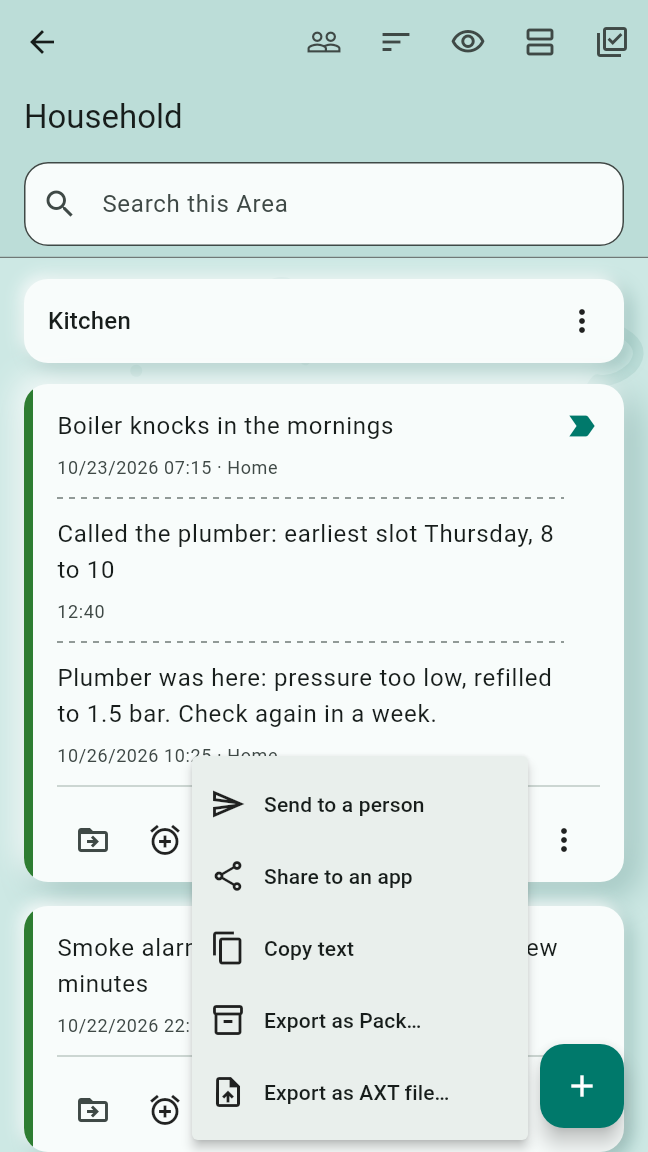 Household
Search this Area
Kitchen
Boiler knocks in the mornings
10/23/2026 07:15 · Home
Called the plumber: earliest slot Thursday, 8
to 10
12:40
Plumber was here: pressure too low, refilled
to 1.5 bar. Check again in a week.
10/26/2026 10:25 · Home
Send to a person
Share to an app
Copy text
Export as Pack…
Export as AXT file…
Smoke
minutes
10/22/2026 22: